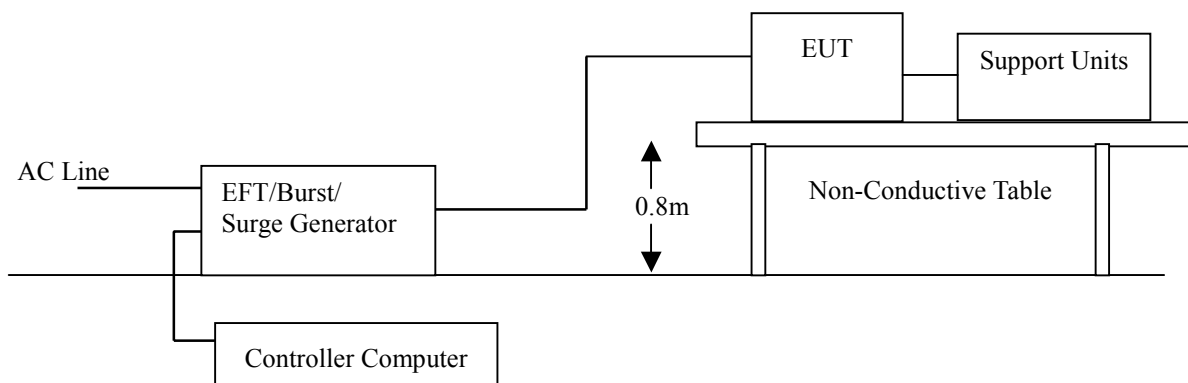 EUT
Support Units
AC Line
EFT/Burst/
Surge Generator
0.8m
Non-Conductive Table
Controller Computer